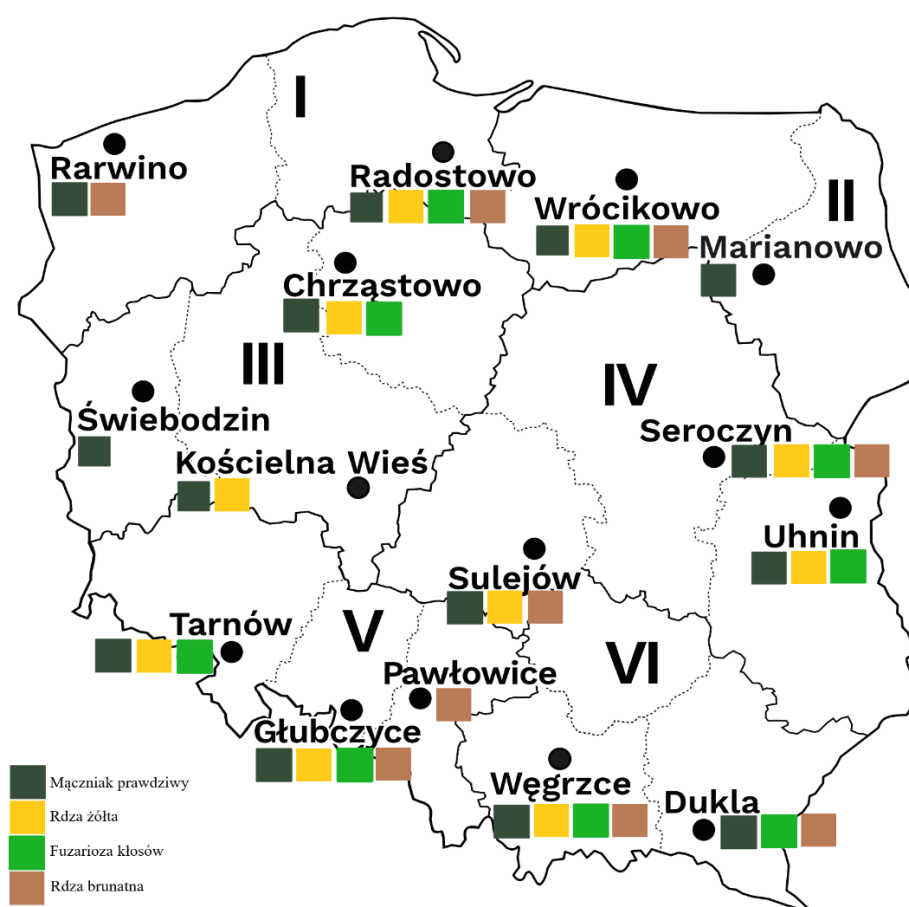 I
Rarwino
Radostowo
Wrócikowo
II
Marianowo
Chrząstowo
III
IV
Świebodzin
Seroczyn
Kościelna Wieś
Uhnin
Sulejów
Tarnów
V
VI
Pawłowice
Głubczyce
Węgrzce
Dukla
Mączniak prawdziwy
Rdza żółta
Fuzarioza kłosów
Rdza brunatna